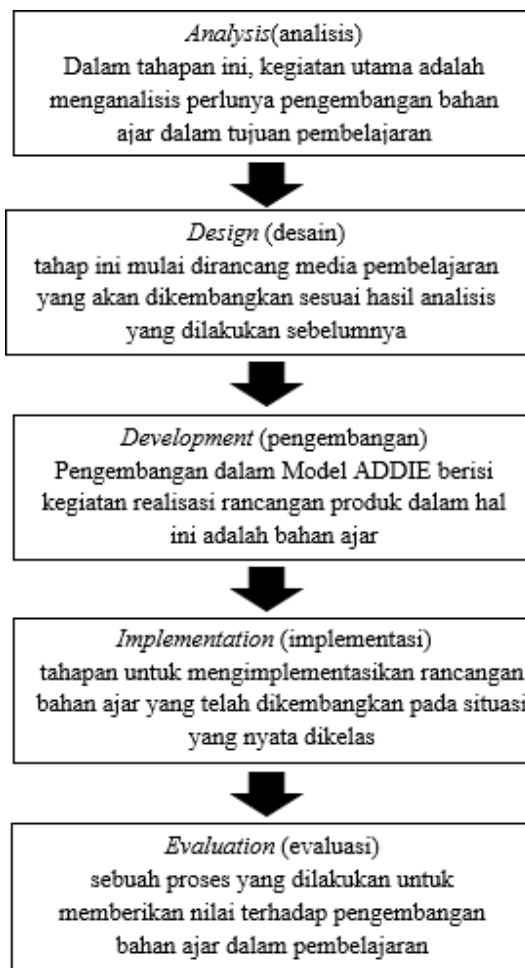 Analysis(analisis)
Dalam tahapan ini, kegiatan utama adalah
menganalisis perlunya pengembangan bahan
ajar dalam tujuan pembelajaran
Design (desain)
tahap ini mulai dirancang media pembelajaran
yang akan dikembangkan sesuai hasil analisis
yang dilakukan sebelumnya
Development (pengembangan)
Pengembangan dalam Model ADDIE berisi
kegiatan realisasi rancangan produk dalam hal
ini adalah bahan ajar
Implementation (implementasi)
tahapan untuk mengimplementasikan rancangan
bahan ajar yang telah dikembangkan pada situasi
yang nyata dikelas
Evaluation (evaluasi)
sebuah proses yang dilakukan untuk
memberikan nilai terhadap pengembangan
bahan ajar dalam pembelajaran